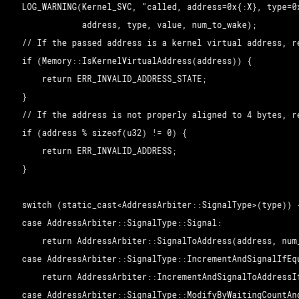 LOG_WARNING(Kernel_SVC, "called, address=0x{:X}, type=0x
address, type, value, num_to_wake);
// If the passed address is a kernel virtual address, re
if (Memory::IsKernelVirtualAddress(address)) {
return ERR_INVALID_ADDRESS_STATE;
}
// If the address is not properly aligned to 4 bytes, re
if (address % sizeof(u32) != 0) {
return ERR_INVALID_ADDRESS;
}
switch (static_cast<AddressArbiter::SignalType>(type)) {
case AddressArbiter::SignalType::Signal:
return AddressArbiter::SignalToAddress(address, num_
case AddressArbiter::SignalType::IncrementAndSignalIfEqu
return AddressArbiter::IncrementAndSignalToAddressIf
case AddressArbiter::SignalType::ModifyByWaitingCountAnd